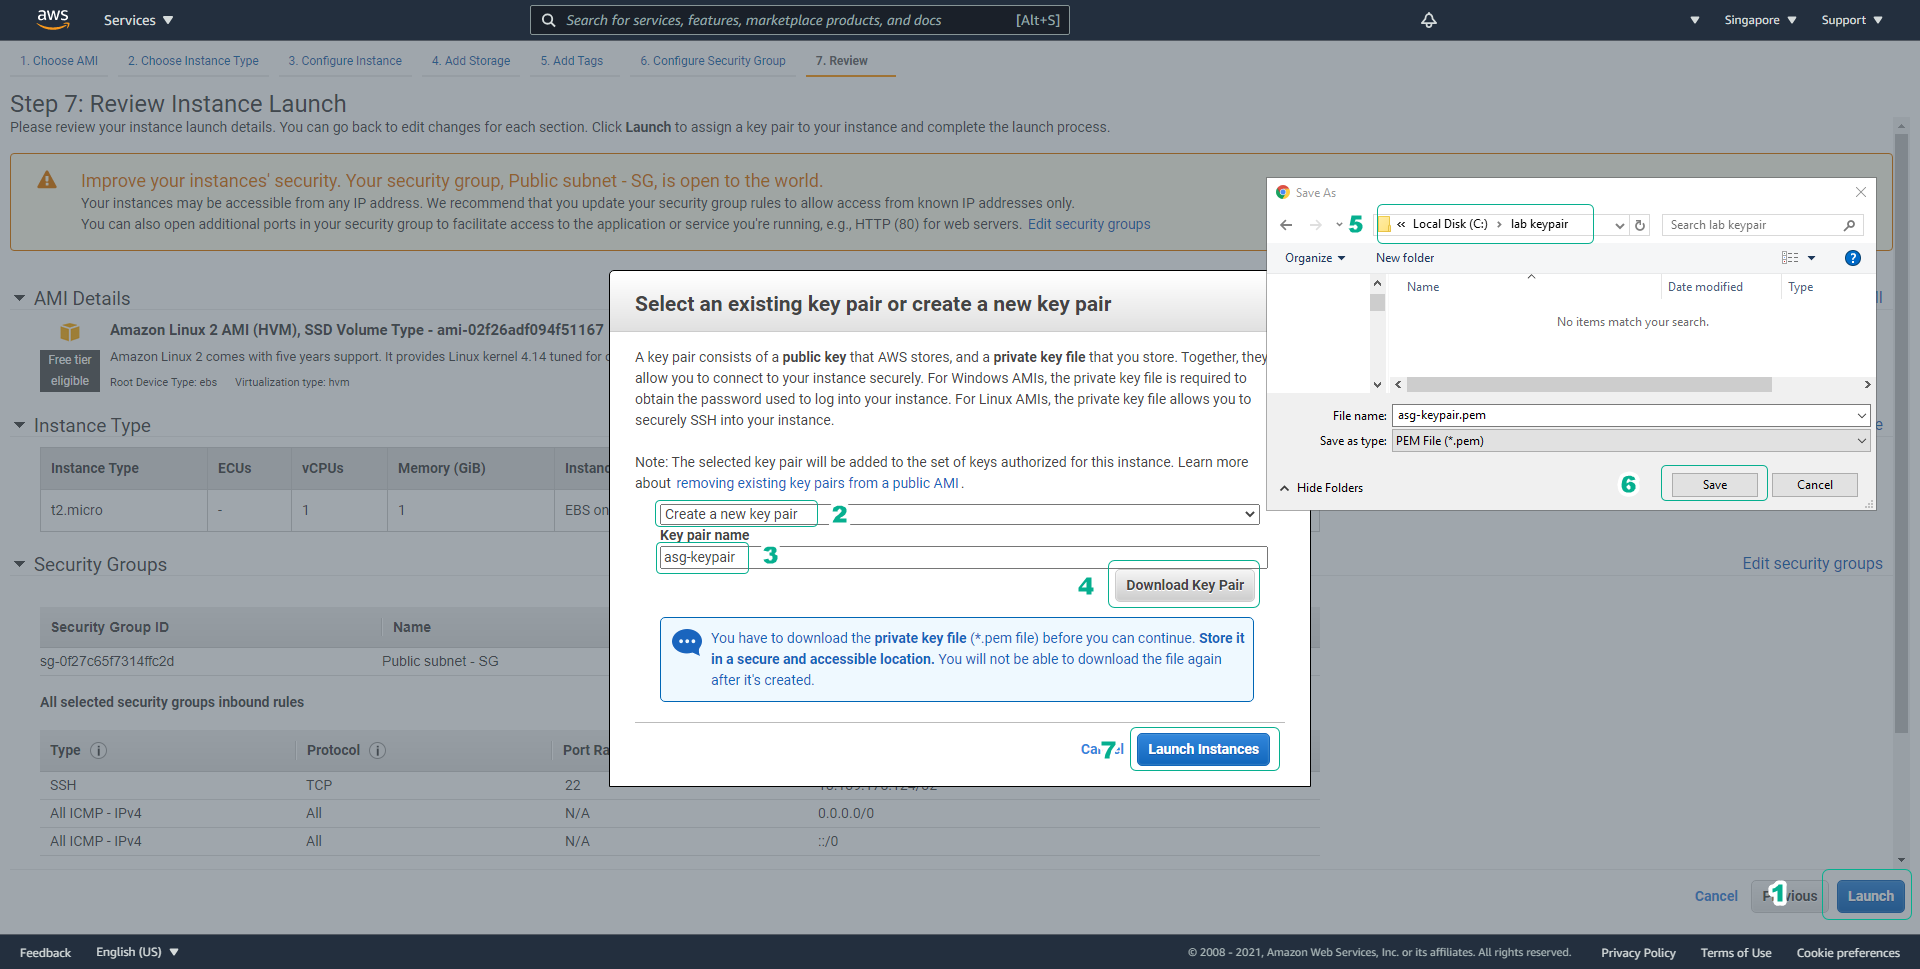 aws
Services
Search for services, features, marketplace products, and docs [Alt+S]
Singapore
Support
1. Choose AMI
2. Choose Instance Type
3. Configure Instance
4. Add Storage
5. Add Tags
6. Configure Security Group
7. Review
Step 7: Review Instance Launch
Please review your instance launch details. You can go back to edit changes for each section. Click Launch to assign a key pair to your instance and complete the launch process.
Improve your instances' security. Your security group, Public subnet - SG, is open to the world.
Your instances may be accessible from any IP address. We recommend that you update your security group rules to allow access from known IP addresses only.
You can also open additional ports in your security group to facilitate access to the application or service you're running, e.g., HTTP (80) for web servers. Edit security groups
AMI Details
Amazon Linux 2 AMI (HVM), SSD Volume Type - ami-02f26adf094f51167
Free tier
eligible
Amazon Linux 2 comes with five years support. It provides Linux kernel 4.14 tuned for
Root Device Type: ebs Virtualization type: hvm
Instance Type
Instance Type ECUs vCPUs Memory (GiB)
t2.micro - 1 1 EBS on
Security Groups
Edit security groups
Security Group ID Name
sg-0f27c65f7314ffc2d Public subnet - SG
All selected security groups inbound rules
Type Protocol Port
SSH TCP 22
All ICMP - IPv4 All N/A 0.0.0.0/0
All ICMP - IPv4 All N/A ::/0
Select an existing key pair or create a new key pair
A key pair consists of a public key that AWS stores, and a private key file that you store. Together, they
allow you to connect to your instance securely. For Windows AMIs, the private key file is required to
obtain the password used to log into your instance. For Linux AMIs, the private key file allows you to
securely SSH into your instance.
Note: The selected key pair will be added to the set of keys authorized for this instance. Learn more
about removing existing key pairs from a public AMI .
Create a new key pair 2
Key pair name
asg-keypair 3
4 Download Key Pair
You have to download the private key file (*.pem file) before you can continue. Store it
in a secure and accessible location. You will not be able to download the file again
after it's created.
7 Launch Instances
Save As
5 « Local Disk (C:) › lab keypair
Search lab keypair
Organize New folder
?
Name Date modified Type
No items match your search.
File name: asg-keypair.pem
Save as type: PEM File (*.pem)
Hide Folders
6 Save Cancel
Cancel
1
Launch
Feedback English (US)
© 2008 - 2021, Amazon Web Services, Inc. or its affiliates. All rights reserved. Privacy Policy Terms of Use Cookie preferences